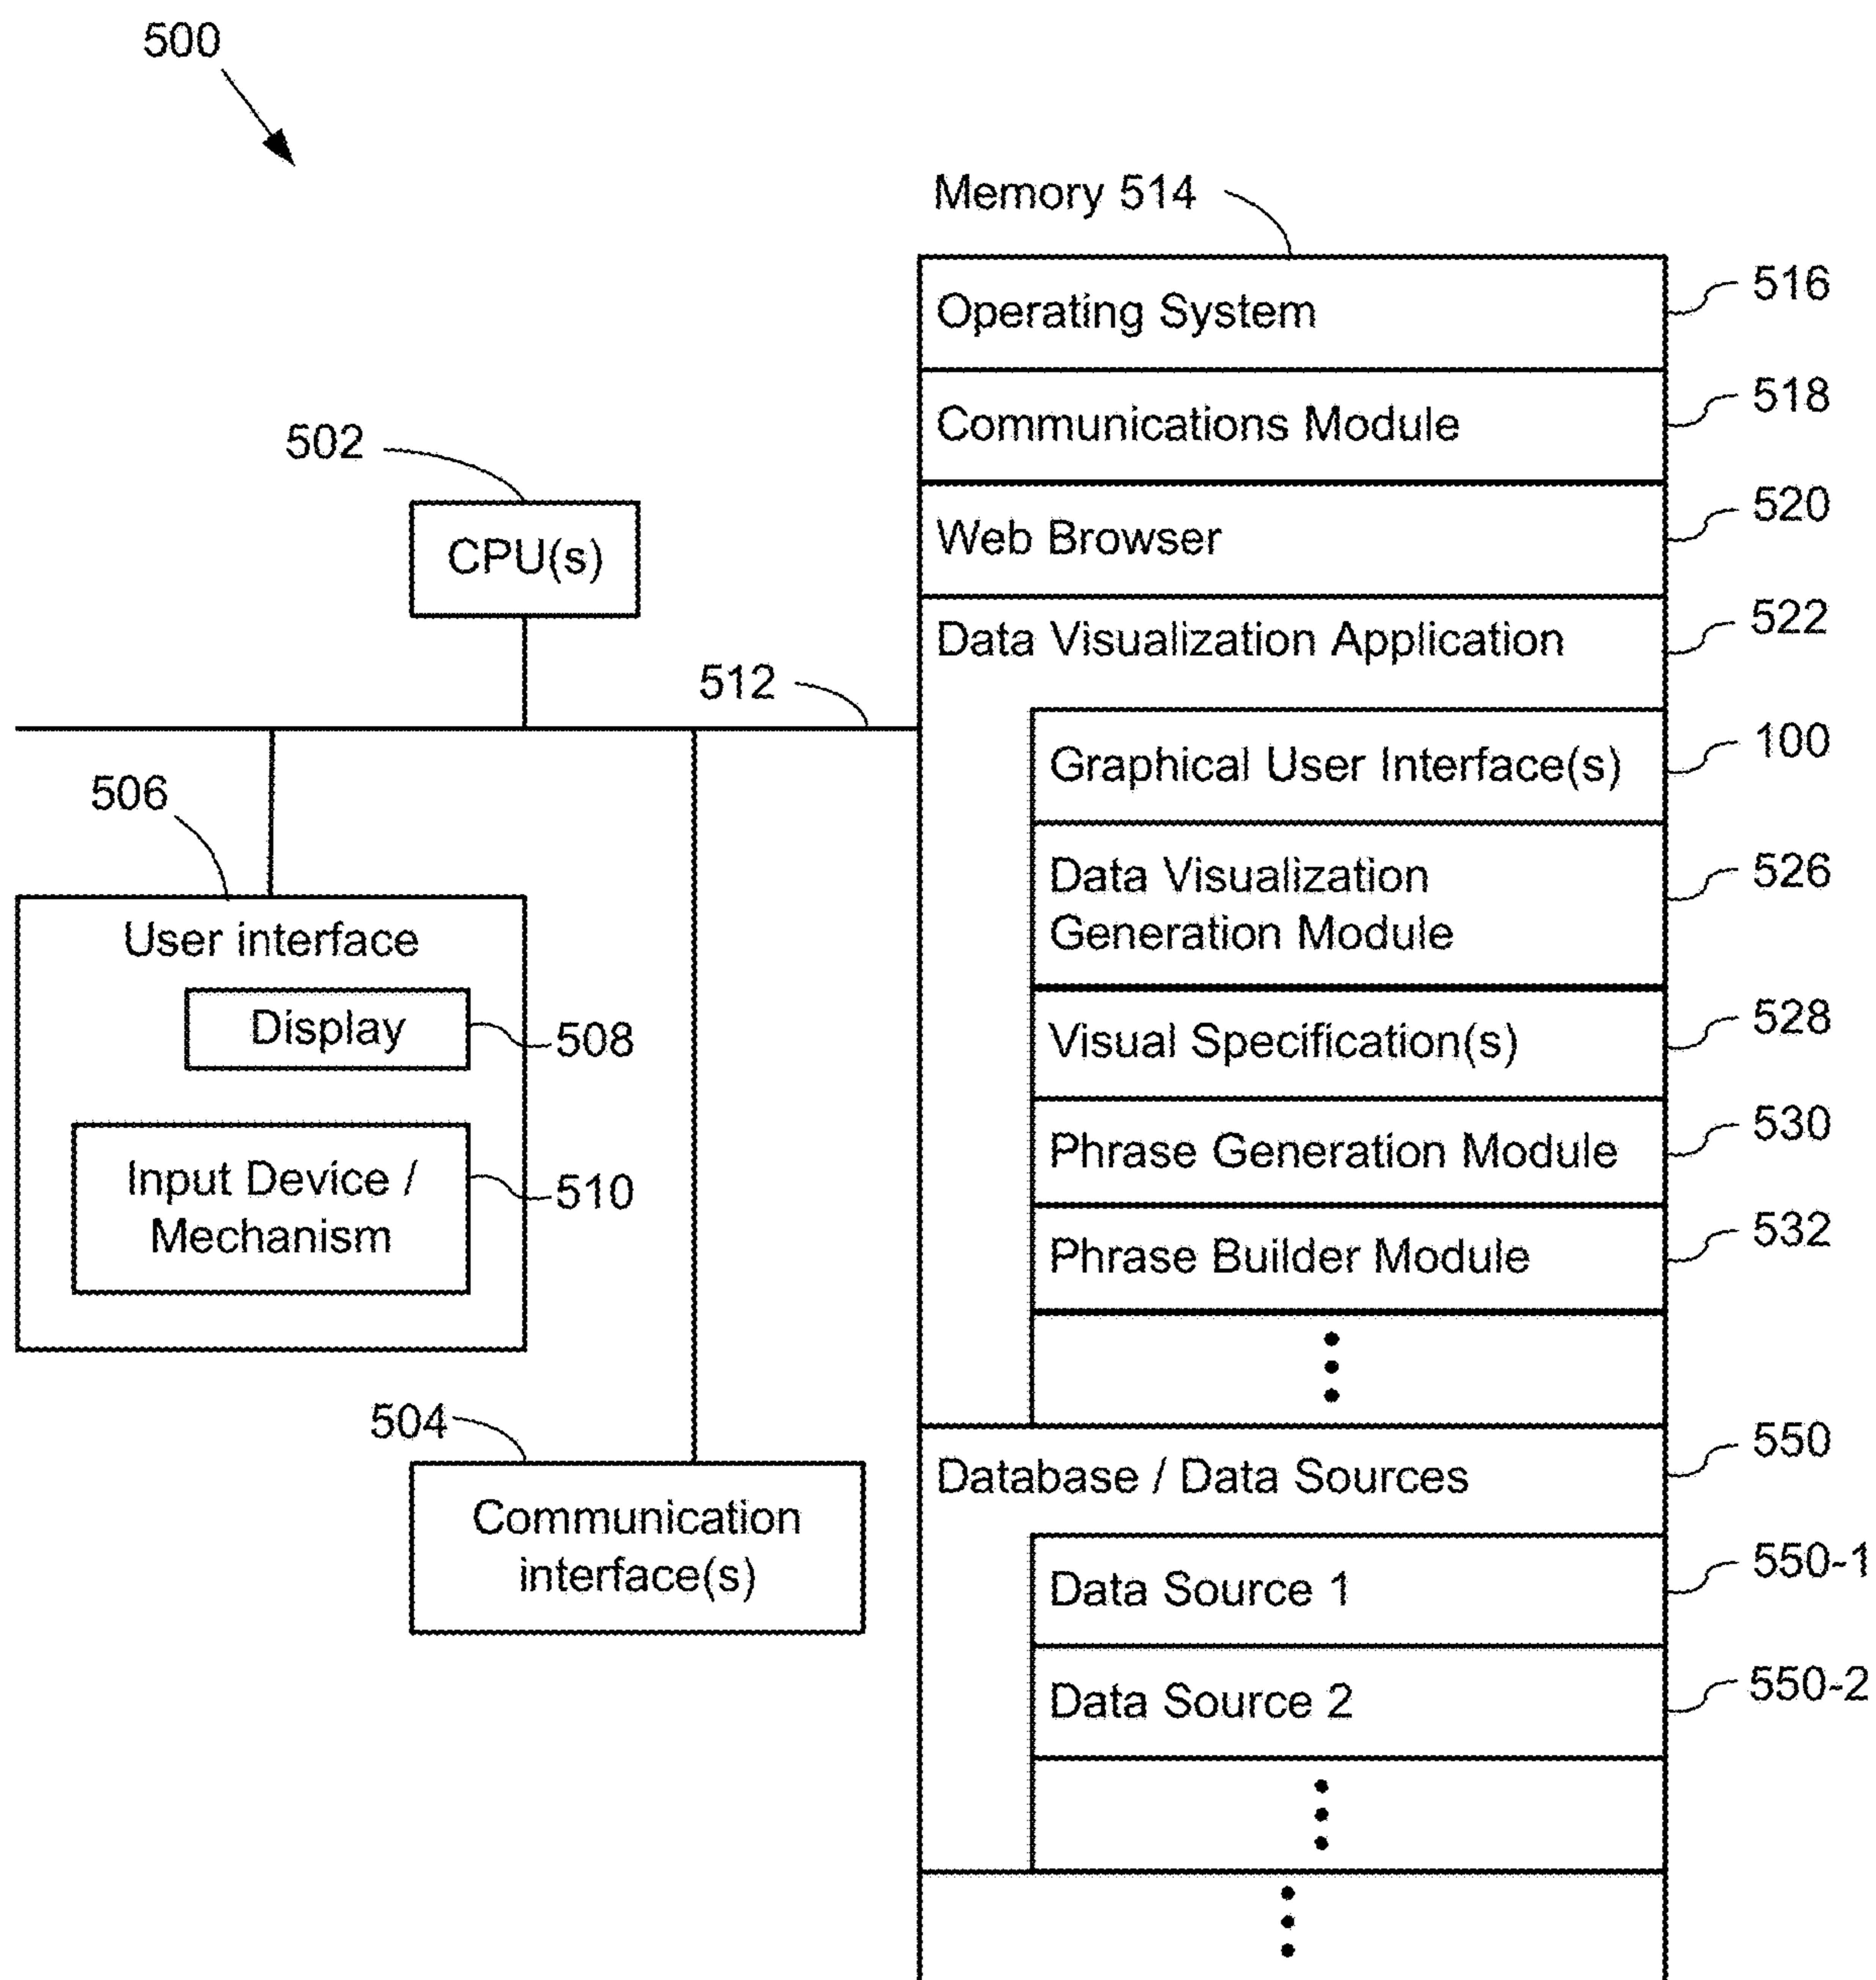 500
Memory 514
Operating System
516
Communications Module
518
502
CPU(s)
Web Browser
520
Data Visualization Application
522
512
Graphical User Interface(s)
100
506
User interface
Display
508
Input Device /
Mechanism
510
Data Visualization
Generation Module
526
Visual Specification(s)
528
Phrase Generation Module
530
Phrase Builder Module
532
504
Communication
interface(s)
Database / Data Sources
550
Data Source 1
550-1
Data Source 2
550-2